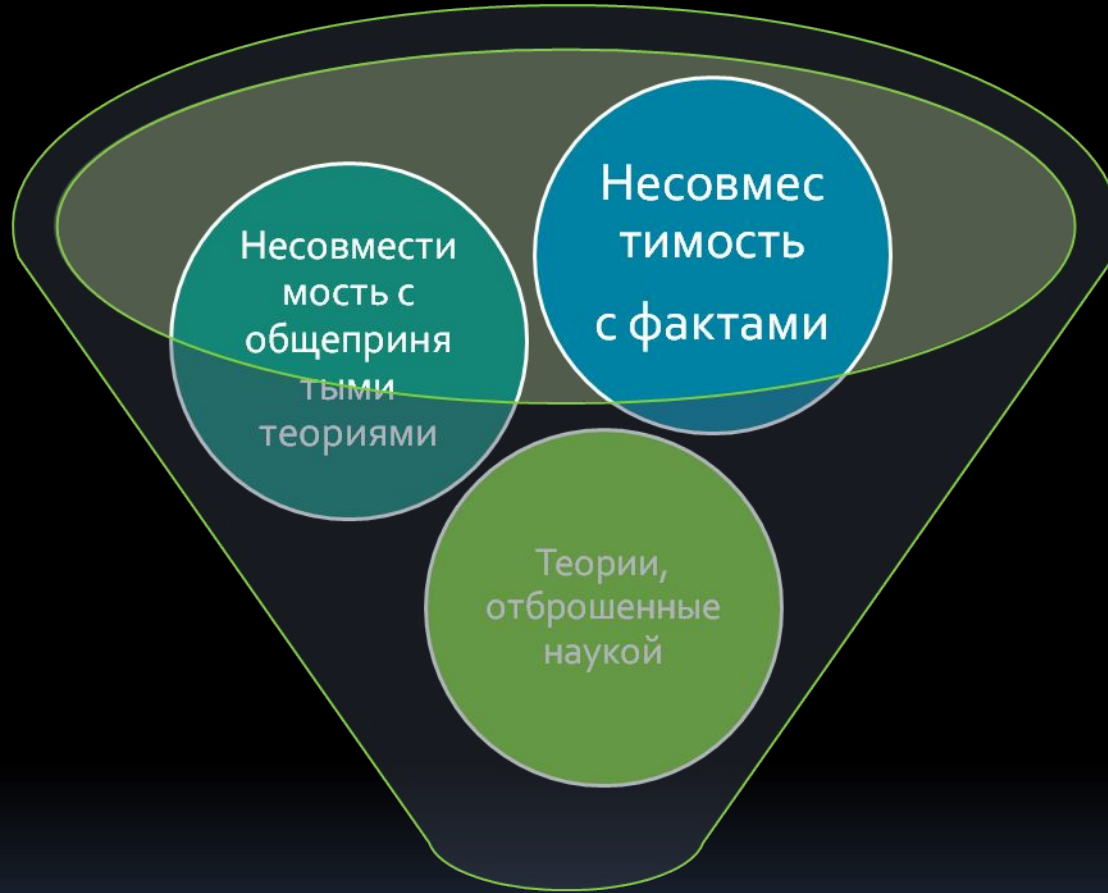 Несовмес
тимость
с фактами
Несовмести
мость с
общеприня
тыми
теориями
Теории,
отброшенные
наукой